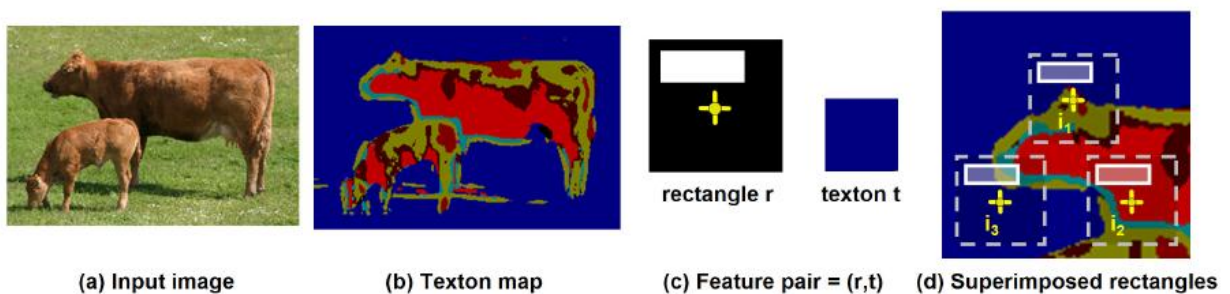 rectangle r
texton t
i₁
i₃
i₂
(a) Input image
(b) Texton map
(c) Feature pair = (r,t)
(d) Superimposed rectangles